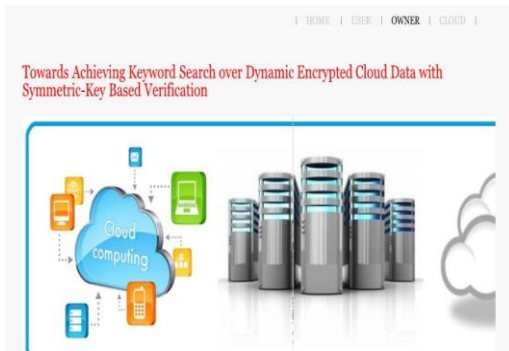 | HOME | USER | OWNER | CLOUD |
Towards Achieving Keyword Search over Dynamic Encrypted Cloud Data with
Symmetric-Key Based Verification
Cloud
computing